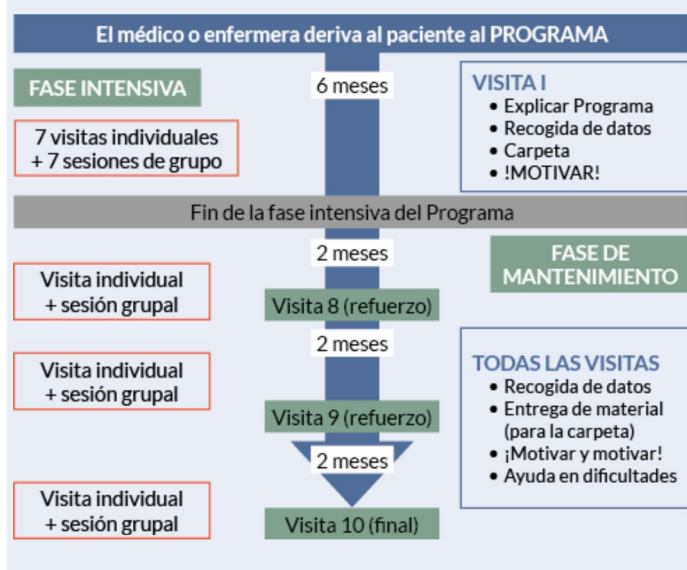 El médico o enfermera deriva al paciente al PROGRAMA
FASE INTENSIVA
6 meses
VISITA I
• Explicar Programa
• Recogida de datos
• Carpeta
• !MOTIVAR!
7 visitas individuales
+ 7 sesiones de grupo
Fin de la fase intensiva del Programa
2 meses
FASE DE
MANTENIMIENTO
Visita individual
+ sesión grupal
Visita 8 (refuerzo)
2 meses
Visita individual
+ sesión grupal
Visita 9 (refuerzo)
TODAS LAS VISITAS
• Recogida de datos
• Entrega de material
(para la carpeta)
• ¡Motivar y motivar!
• Ayuda en dificultades
2 meses
Visita individual
+ sesión grupal
Visita 10 (final)